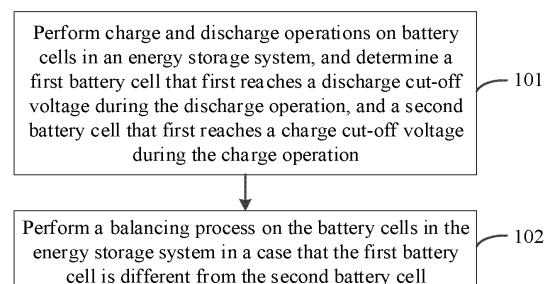 Perform charge and discharge operations on battery
cells in an energy storage system, and determine a
first battery cell that first reaches a discharge cut-off
voltage during the discharge operation, and a second
battery cell that first reaches a charge cut-off voltage
during the charge operation
101
Perform a balancing process on the battery cells in the
energy storage system in a case that the first battery
cell is different from the second battery cell
102